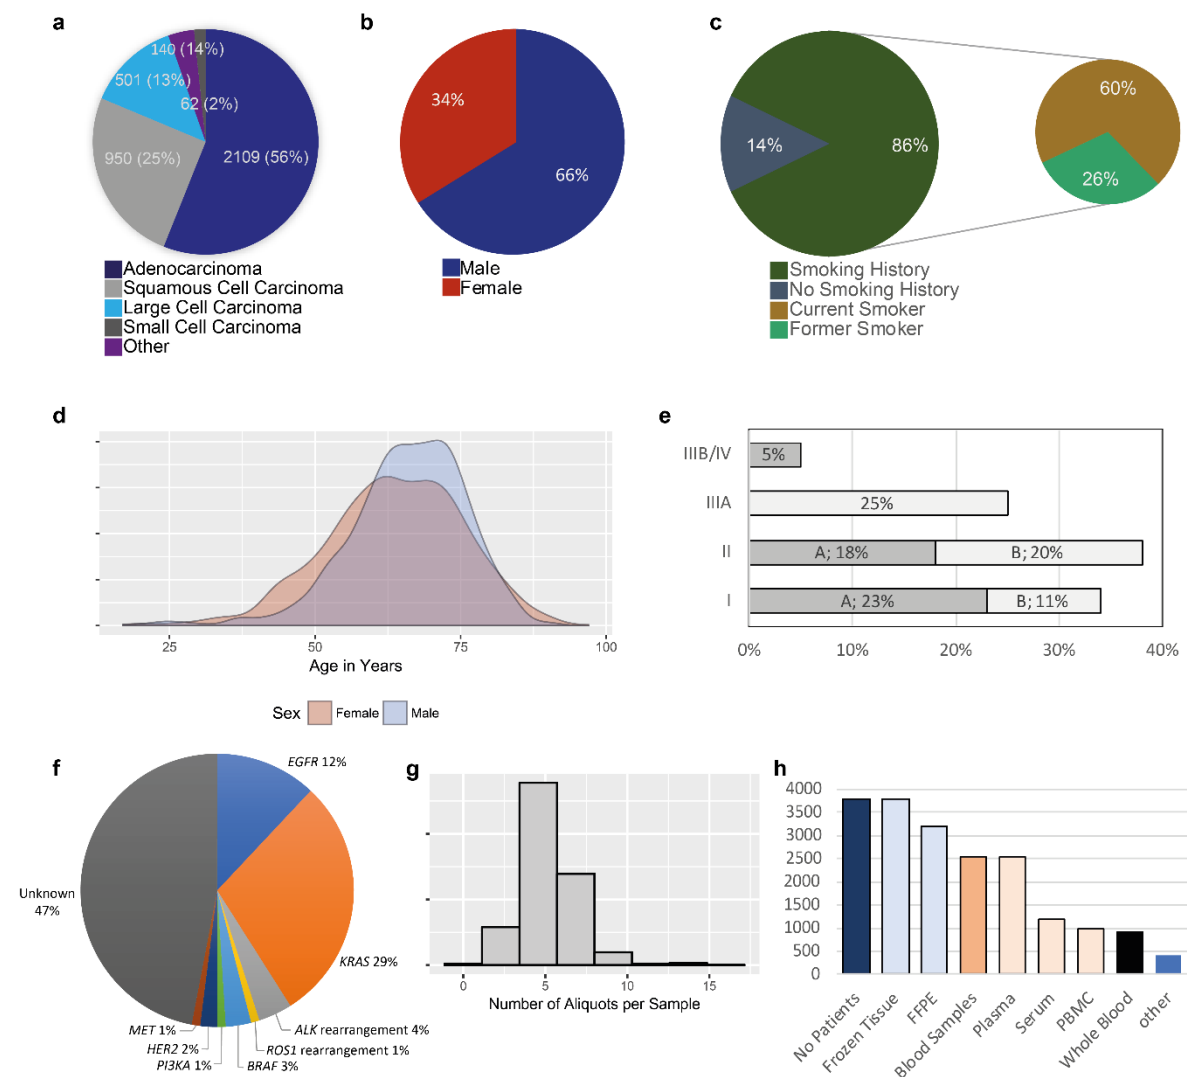 a
140 (14%)
501 (13%)
62 (2%)
950 (25%)
2109 (56%)
Adenocarcinoma
Squamous Cell Carcinoma
Large Cell Carcinoma
Small Cell Carcinoma
Other
b
34%
66%
Male
Female
c
14%
86%
60%
26%
Smoking History
No Smoking History
Current Smoker
Former Smoker
d
25 50 75 100
Age in Years
Sex Female Male
e
IIIB/IV 5%
IIIA 25%
II A; 18% B; 20%
I A; 23% B; 11%
0% 10% 20% 30% 40%
f
EGFR 12%
KRAS 29%
ALK rearrangement 4%
ROS1 rearrangement 1%
BRAF 3%
PI3KA 1%
HER2 2%
MET 1%
Unknown
47%
g
0 5 10 15
Number of Aliquots per Sample
h
4000
3500
3000
2500
2000
1500
1000
500
0
No Patients
Frozen Tissue
FFPE
Blood Samples
Plasma
Serum
PBMC
Whole Blood
other